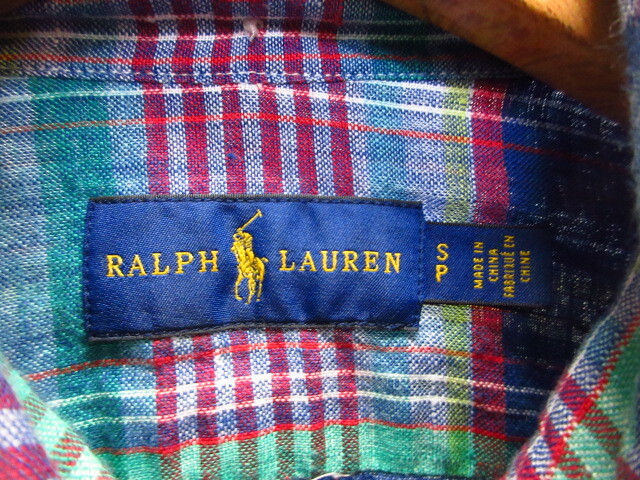 RALPH LAUREN
S
P
MADE IN
CHINA
FABRIQUÉ EN
CHINE